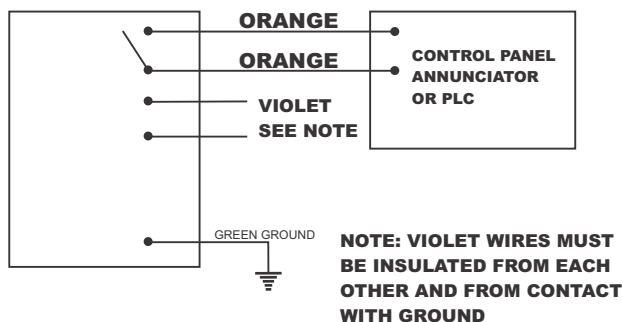 ORANGE
ORANGE
CONTROL PANEL
ANNUNCIATOR
OR PLC
VIOLET
SEE NOTE
GREEN GROUND
NOTE: VIOLET WIRES MUST
BE INSULATED FROM EACH
OTHER AND FROM CONTACT
WITH GROUND